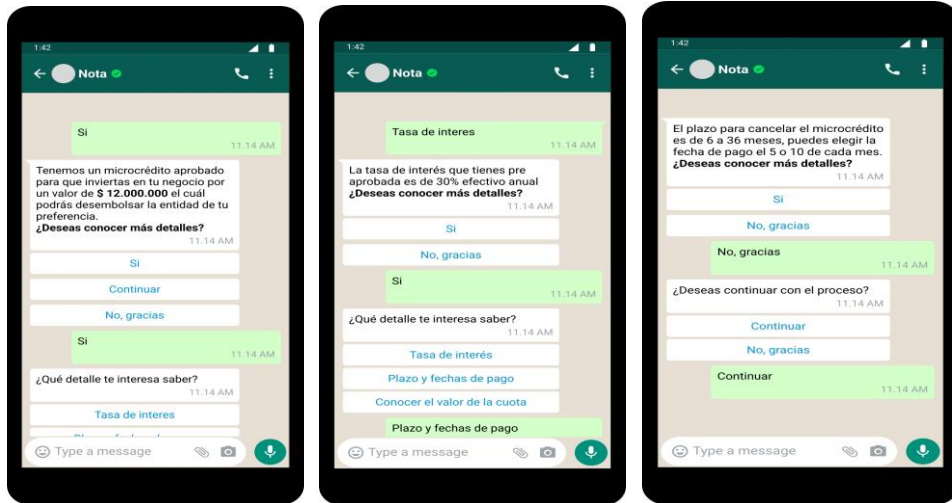 1:42
Nota
Si
11.14 AM
Tenemos un microcrédito aprobado
para que inviertas en tu negocio por
un valor de $ 12.000.000 el cuál
podrás desembolsar la entidad de tu
preferencia.
¿Deseas conocer más detalles?
11.14 AM
Si
Continuar
No, gracias
Si
11.14 AM
¿Qué detalle te interesa saber?
11.14 AM
Tasa de interes
Type a message
1:42
Nota
Tasa de interes
11.14 AM
La tasa de interés que tienes pre
aprobada es de 30% efectivo anual
¿Deseas conocer más detalles?
11.14 AM
Si
No, gracias
Si
11.14 AM
¿Qué detalle te interesa saber?
11.14 AM
Tasa de interés
Plazo y fechas de pago
Conocer el valor de la cuota
Plazo y fechas de pago
Type a message
1:42
Nota
El plazo para cancelar el microcrédito
es de 6 a 36 meses, puedes elegir la
fecha de pago el 5 o 10 de cada mes.
¿Deseas conocer más detalles?
11.14 AM
Si
No, gracias
No, gracias
11.14 AM
¿Deseas continuar con el proceso?
11.14 AM
Continuar
No, gracias
Continuar
11.14 AM
Type a message